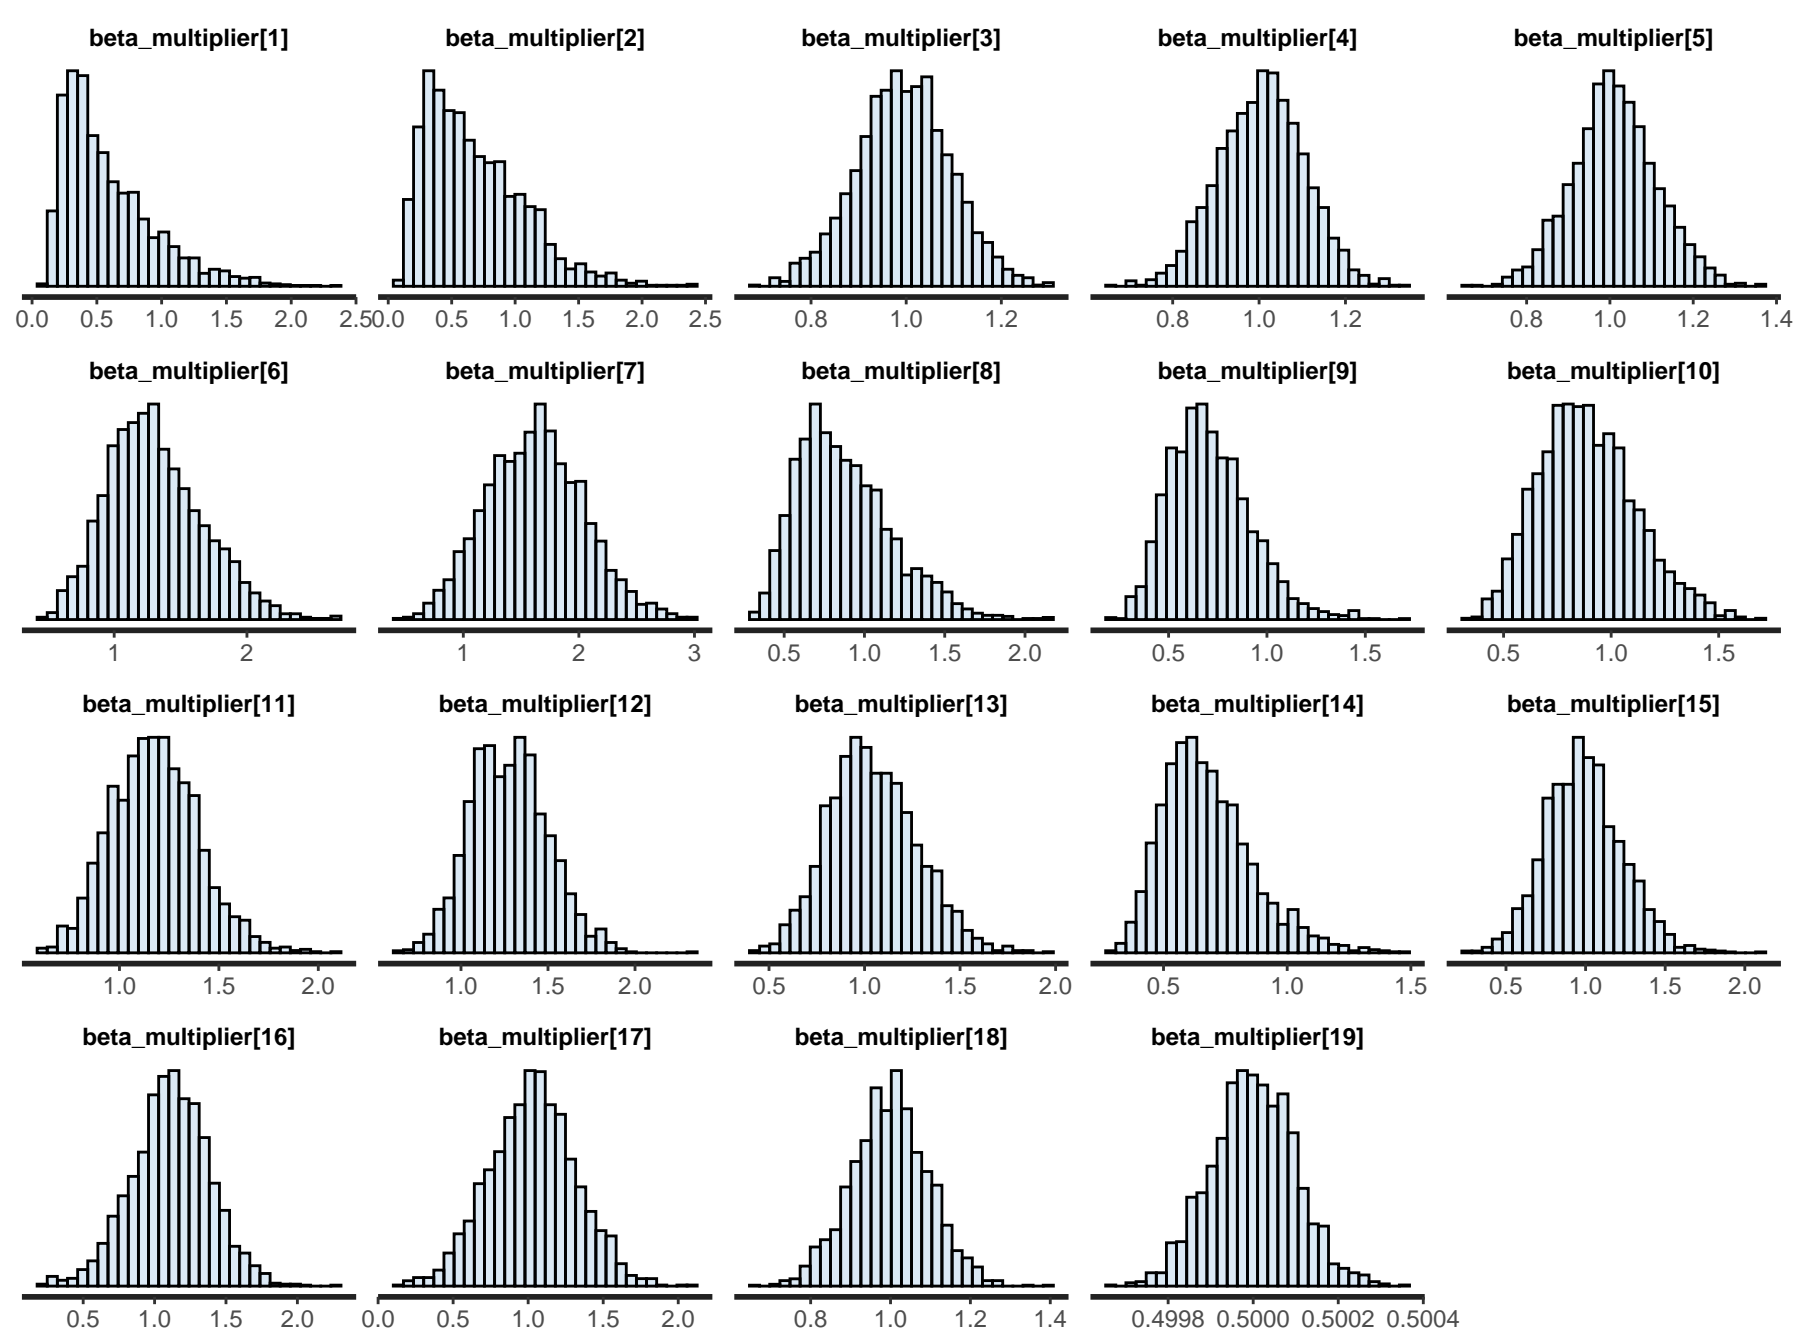 beta_multiplier[1] beta_multiplier[2] beta_multiplier[3] beta_multiplier[4] beta_multiplier[5]
0.0 0.5 1.0 1.5 2.0 2.5 0.0 0.5 1.0 1.5 2.0 2.5 0.8 1.0 1.2 0.8 1.0 1.2 0.8 1.0 1.2 1.4
beta_multiplier[6] beta_multiplier[7] beta_multiplier[8] beta_multiplier[9] beta_multiplier[10]
1 2 1 2 3 0.5 1.0 1.5 2.0 0.5 1.0 1.5 0.5 1.0 1.5
beta_multiplier[11] beta_multiplier[12] beta_multiplier[13] beta_multiplier[14] beta_multiplier[15]
1.0 1.5 2.0 1.0 1.5 2.0 0.5 1.0 1.5 2.0 0.5 1.0 1.5 0.5 1.0 1.5 2.0
beta_multiplier[16] beta_multiplier[17] beta_multiplier[18] beta_multiplier[19]
0.5 1.0 1.5 2.0 0.0 0.5 1.0 1.5 2.0 0.8 1.0 1.2 1.4 0.4998 0.5000 0.5002 0.5004